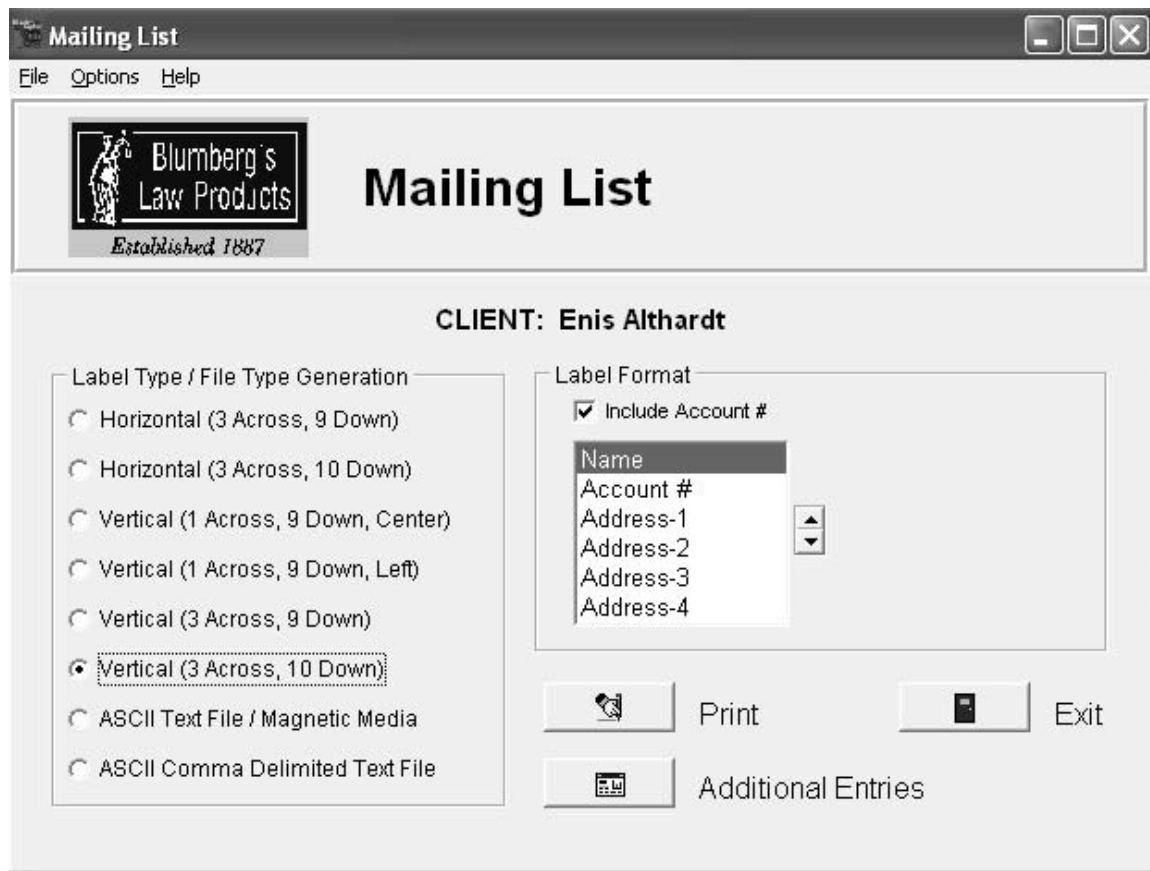 Mailing List
File Options Help
Blumberg's
Law Products
Established 1887
Mailing List
CLIENT: Enis Althardt
Label Type / File Type Generation
Horizontal (3 Across, 9 Down)
Horizontal (3 Across, 10 Down)
Vertical (1 Across, 9 Down, Center)
Vertical (1 Across, 9 Down, Left)
Vertical (3 Across, 9 Down)
Vertical (3 Across, 10 Down)
ASCII Text File / Magnetic Media
ASCII Comma Delimited Text File
Label Format
Include Account #
Name
Account #
Address-1
Address-2
Address-3
Address-4
Print
Exit
Additional Entries